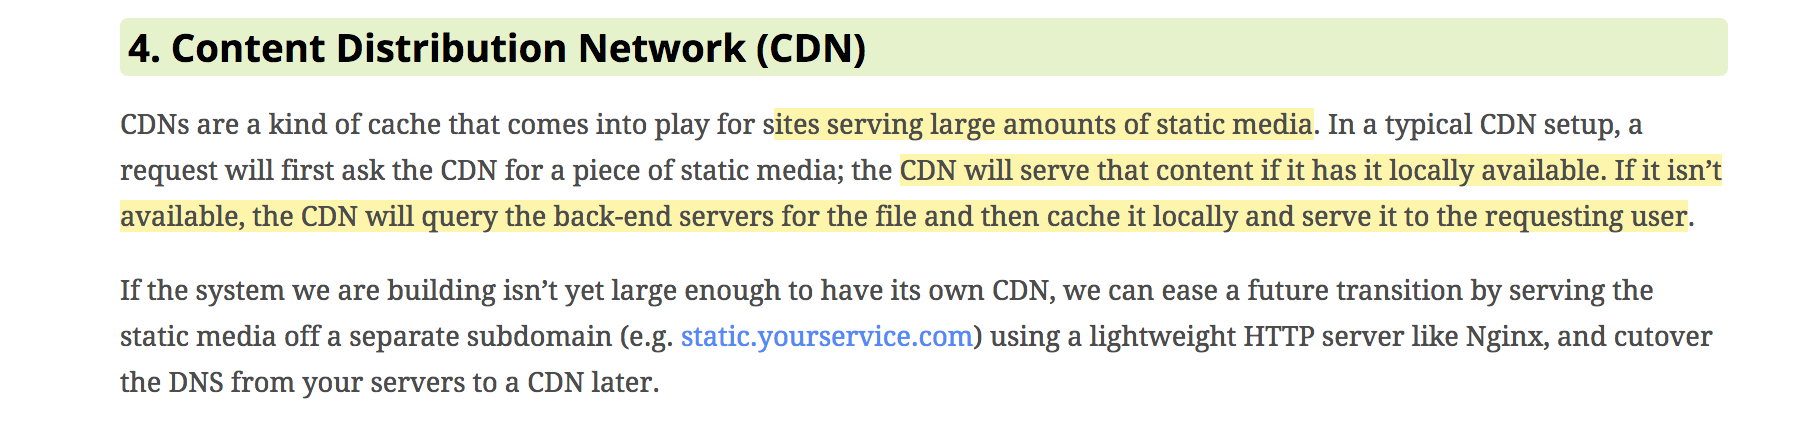 4. Content Distribution Network (CDN)
CDNs are a kind of cache that comes into play for sites serving large amounts of static media. In a typical CDN setup, a
request will first ask the CDN for a piece of static media; the CDN will serve that content if it has it locally available. If it isn’t
available, the CDN will query the back-end servers for the file and then cache it locally and serve it to the requesting user.
If the system we are building isn’t yet large enough to have its own CDN, we can ease a future transition by serving the
static media off a separate subdomain (e.g. static.yourservice.com) using a lightweight HTTP server like Nginx, and cutover
the DNS from your servers to a CDN later.